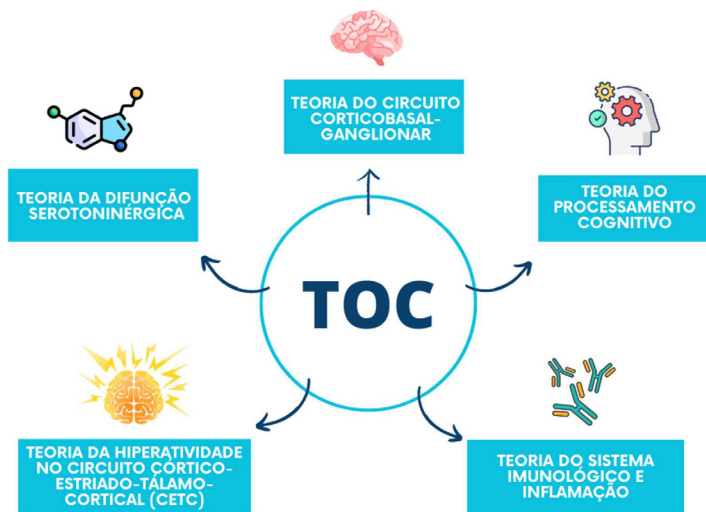 TEORIA DO CIRCUITO
CORTICOBASAL-
GANGLIONAR
TEORIA DA DIFUNÇÃO
SEROTONINÉRGICA
TEORIA DO
PROCESSAMENTO
COGNITIVO
TOC
TEORIA DA HIPERATIVIDADE
NO CIRCUITO CÓRTICO-
ESTRIADO-TÁLAMO-
CORTICAL (CETC)
TEORIA DO SISTEMA
IMUNOLÓGICO E
INFLAMAÇÃO